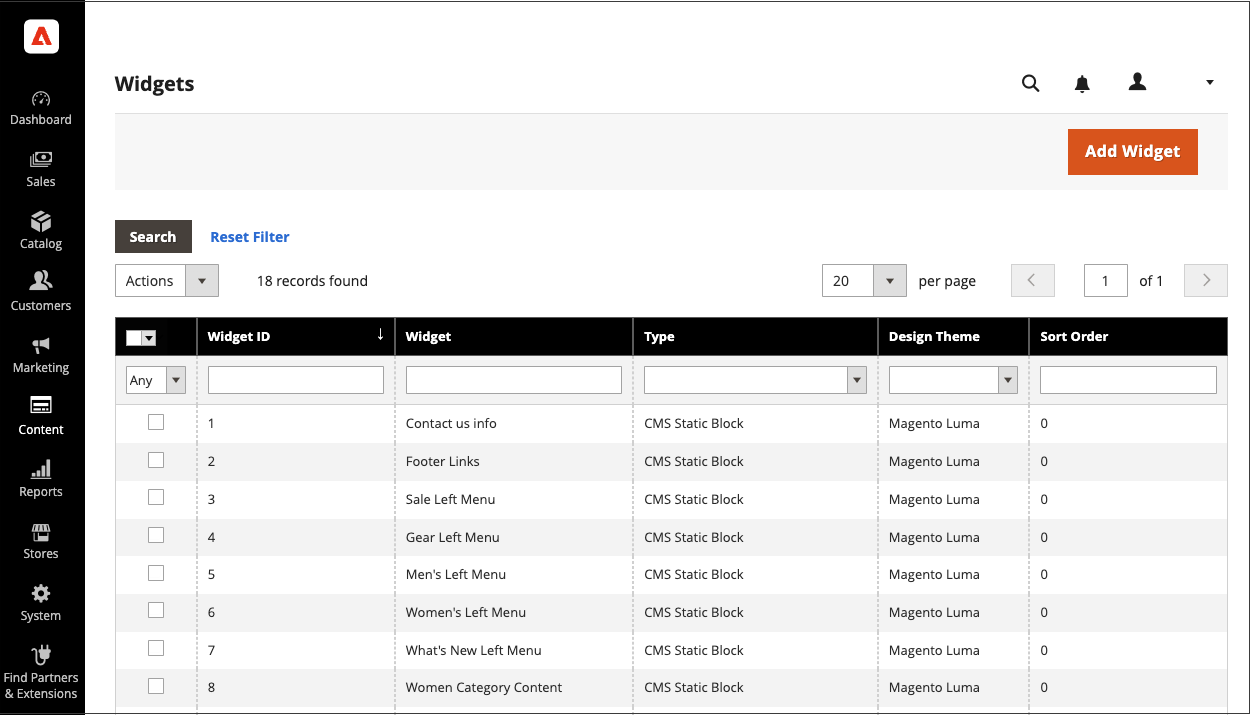 Widgets
Add Widget
Dashboard
Sales
Catalog
Customers
Marketing
Content
Reports
Stores
System
Find Partners
& Extensions
Search Reset Filter
Actions 18 records found 20 per page 1 of 1
Widget ID ↓ Widget Type Design Theme Sort Order
Any
1 Contact us info CMS Static Block Magento Luma 0
2 Footer Links CMS Static Block Magento Luma 0
3 Sale Left Menu CMS Static Block Magento Luma 0
4 Gear Left Menu CMS Static Block Magento Luma 0
5 Men's Left Menu CMS Static Block Magento Luma 0
6 Women's Left Menu CMS Static Block Magento Luma 0
7 What's New Left Menu CMS Static Block Magento Luma 0
8 Women Category Content CMS Static Block Magento Luma 0